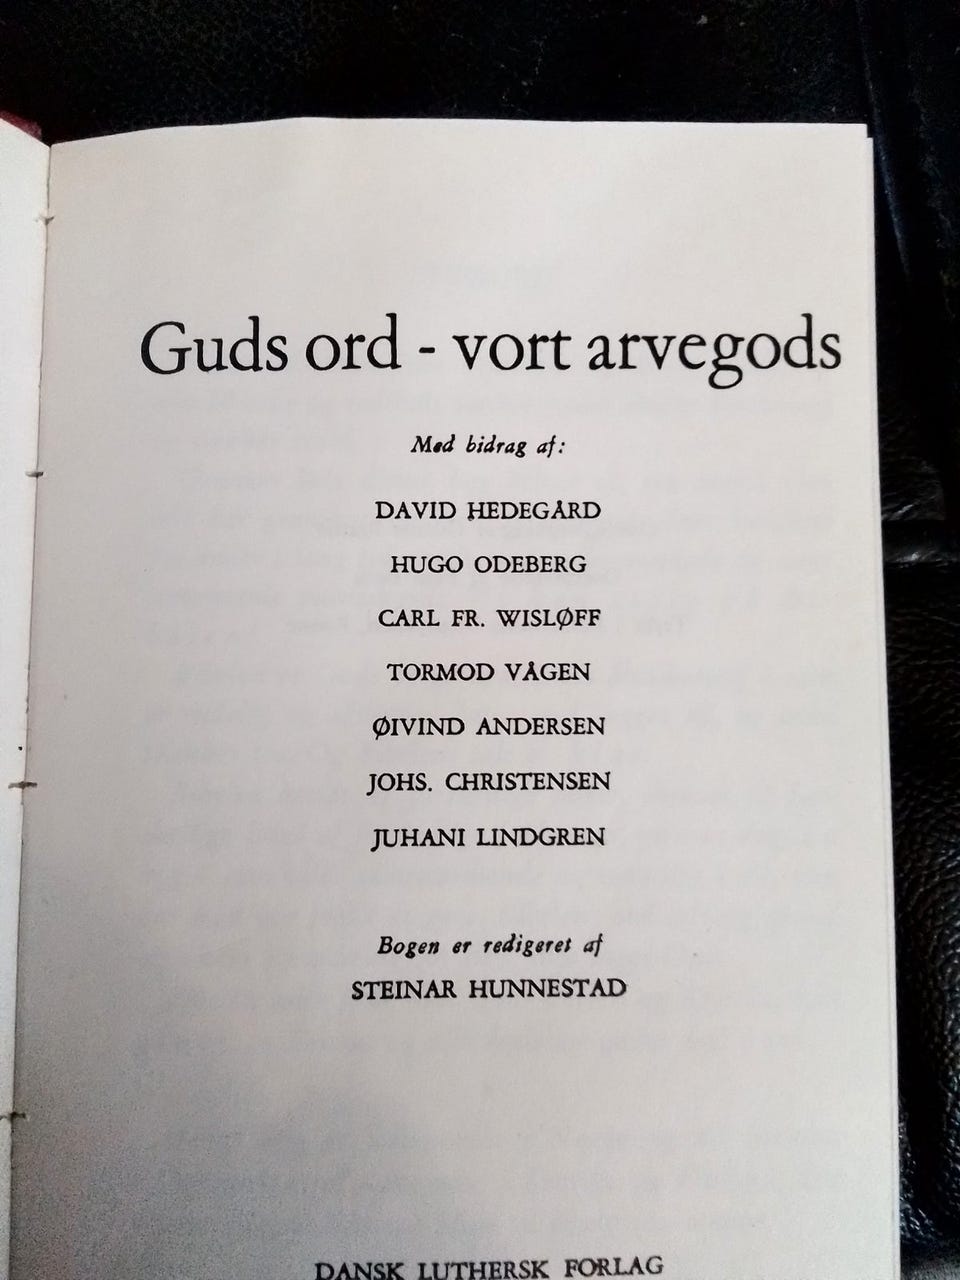 Guds ord - vort arvegods
Med bidrag af:
DAVID HEDEGÅRD
HUGO ODEBERG
CARL FR. WISLØFF
TORMOD VÅGEN
ØIVIND ANDERSEN
JOHS. CHRISTENSEN
JUHANI LINDGREN
Bogen er redigeret af
STEINAR HUNNESTAD
DANSK LUTHERSK FORLAG